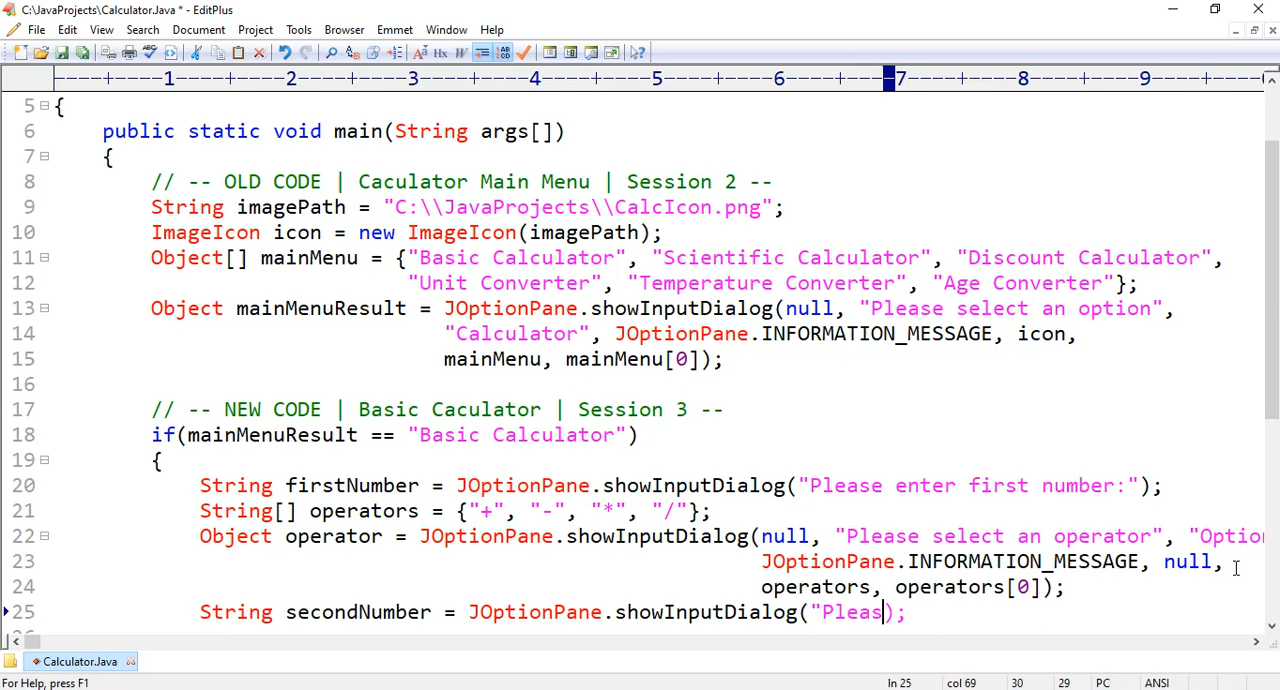 C:\JavaProjects\Calculator.Java * - EditPlus
File Edit View Search Document Project Tools Browser Emmet Window Help
----+----1----+----2----+----3----+----4----+----5----+----6----+----7----+----8----+----9----+----
5 {
6 public static void main(String args[])
7 {
8 // -- OLD CODE | Caculator Main Menu | Session 2 --
9 String imagePath = "C:\\JavaProjects\\CalcIcon.png";
10 ImageIcon icon = new ImageIcon(imagePath);
11 Object[] mainMenu = {"Basic Calculator", "Scientific Calculator", "Discount Calculator",
12 "Unit Converter", "Temperature Converter", "Age Converter"};
13 Object mainMenuResult = JOptionPane.showInputDialog(null, "Please select an option",
14 "Calculator", JOptionPane.INFORMATION_MESSAGE, icon,
15 mainMenu, mainMenu[0]);
16
17 // -- NEW CODE | Basic Caculator | Session 3 --
18 if(mainMenuResult == "Basic Calculator")
19 {
20 String firstNumber = JOptionPane.showInputDialog("Please enter first number:");
21 String[] operators = {"+", "-", "*", "/"};
22 Object operator = JOptionPane.showInputDialog(null, "Please select an operator", "Option
23 JOptionPane.INFORMATION_MESSAGE, null,
24 operators, operators[0]);
25 String secondNumber = JOptionPane.showInputDialog("Pleas);
Calculator.Java
For Help, press F1 ln 25 col 69 30 29 PC ANSI